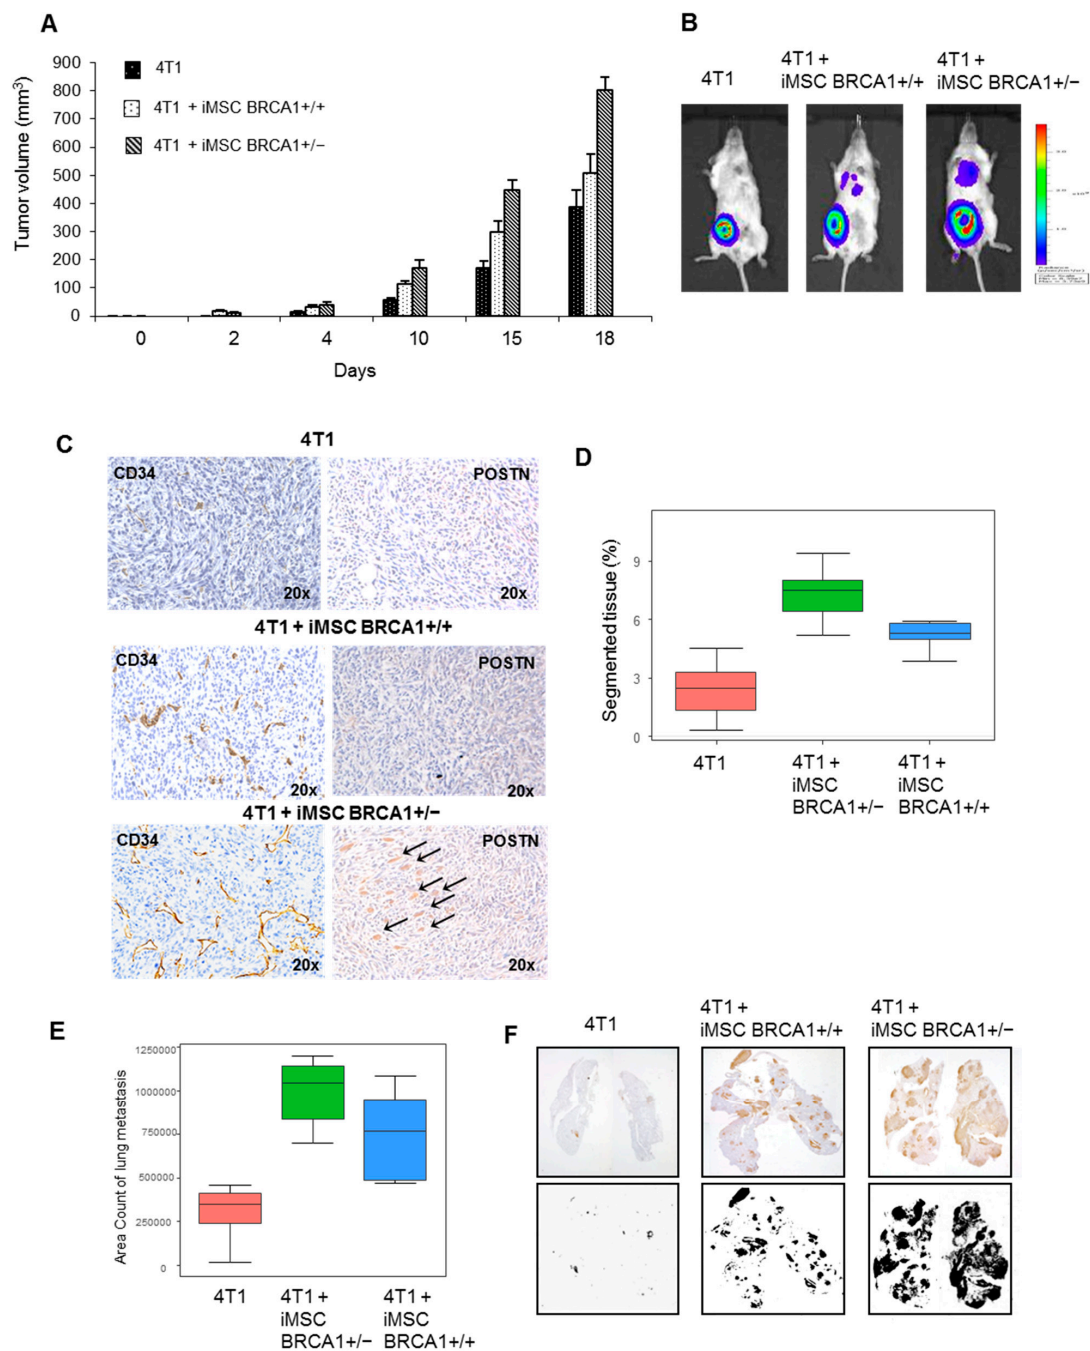 A
900
800
700
600
500
400
300
200
100
0
Tumor volume (mm³)
4T1
4T1 + iMSC BRCA1+/+
4T1 + iMSC BRCA1+/-
0 2 4 10 15 18
Days
B
4T1
4T1 +
iMSC BRCA1+/+
4T1 +
iMSC BRCA1+/−
C
4T1
CD34
POSTN
20x
20x
4T1 + iMSC BRCA1+/+
CD34
POSTN
20x
20x
4T1 + iMSC BRCA1+/−
CD34
POSTN
20x
20x
D
Segmented tissue (%)
9
6
3
0
4T1
4T1 +
iMSC
BRCA1+/−
4T1 +
iMSC
BRCA1+/+
E
Area Count of lung metastasis
1250000
1000000
750000
500000
250000
0
4T1
4T1 +
iMSC
BRCA1+/−
4T1 +
iMSC
BRCA1+/+
F
4T1
4T1 +
iMSC BRCA1+/+
4T1 +
iMSC BRCA1+/−